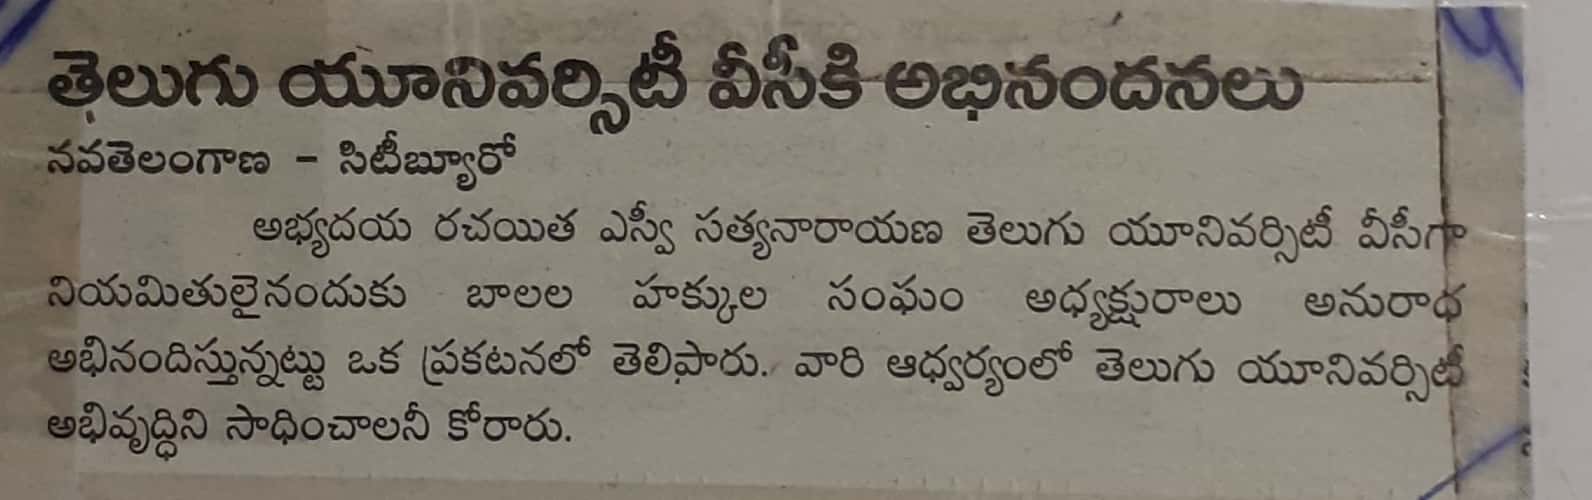 తెలుగు యూనివర్సిటీ వీసీకి అభినందనలు
నవతెలంగాణ - సిటీబ్యూరో
అభ్యదయ రచయిత ఎస్వీ సత్యనారాయణ తెలుగు యూనివర్సిటీ వీసీగా
నియమితులైనందుకు బాలల హక్కుల సంఘం అధ్యక్షురాలు అనురాధ
అభినందిస్తున్నట్టు ఒక ప్రకటనలో తెలిపారు. వారి ఆధ్వర్యంలో తెలుగు యూనివర్సిటీ
అభివృద్ధిని సాధించాలనీ కోరారు.